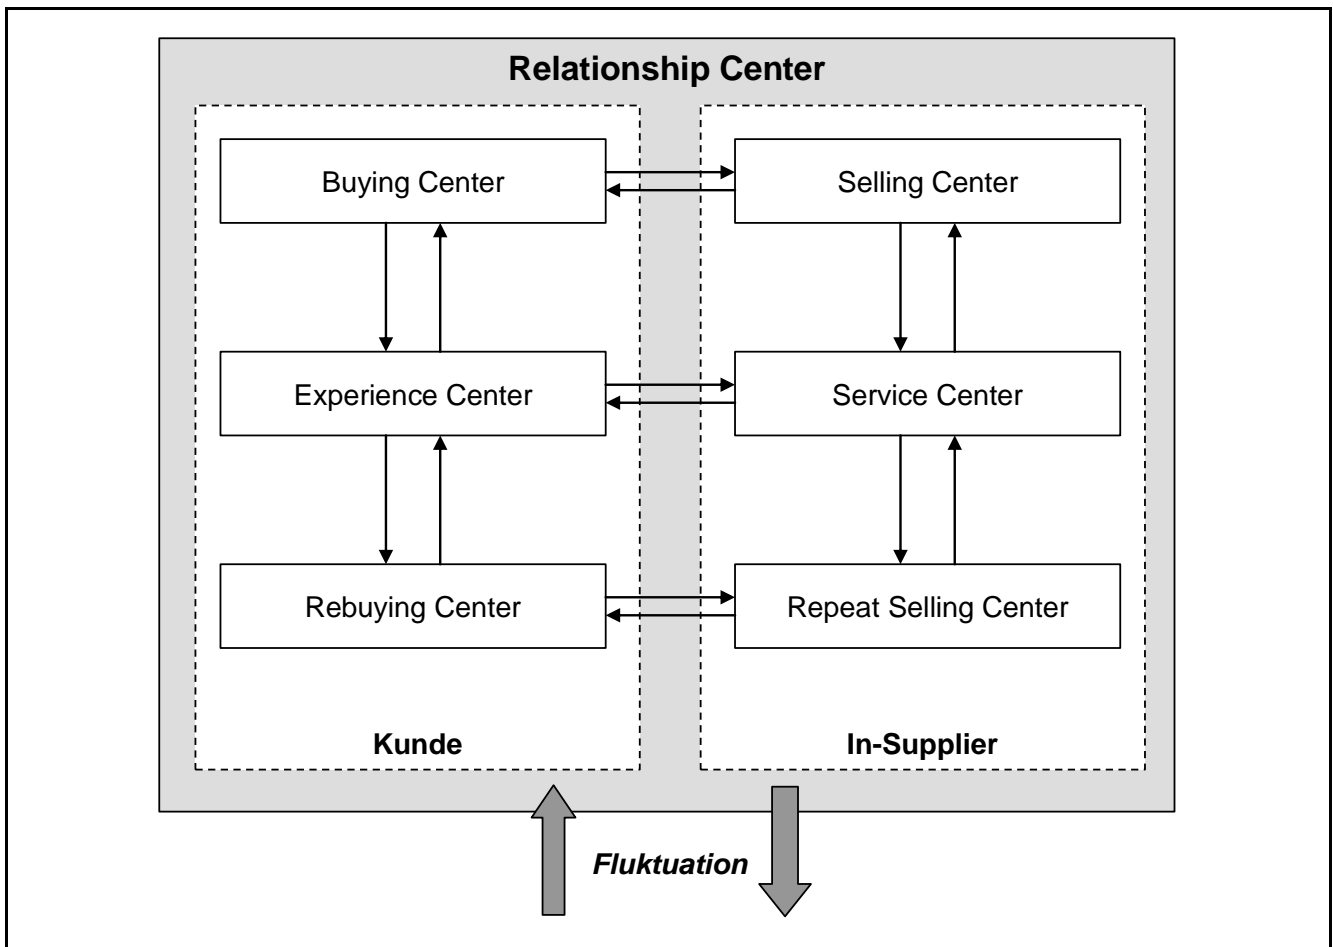 Relationship Center
Buying Center
Selling Center
Experience Center
Service Center
Rebuying Center
Repeat Selling Center
Kunde
In-Supplier
Fluktuation